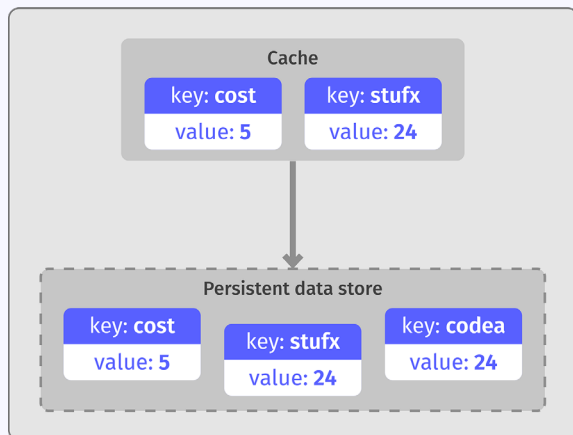 Cache
key: cost
value: 5
key: stufx
value: 24
Persistent data store
key: cost
value: 5
key: stufx
value: 24
key: codea
value: 24